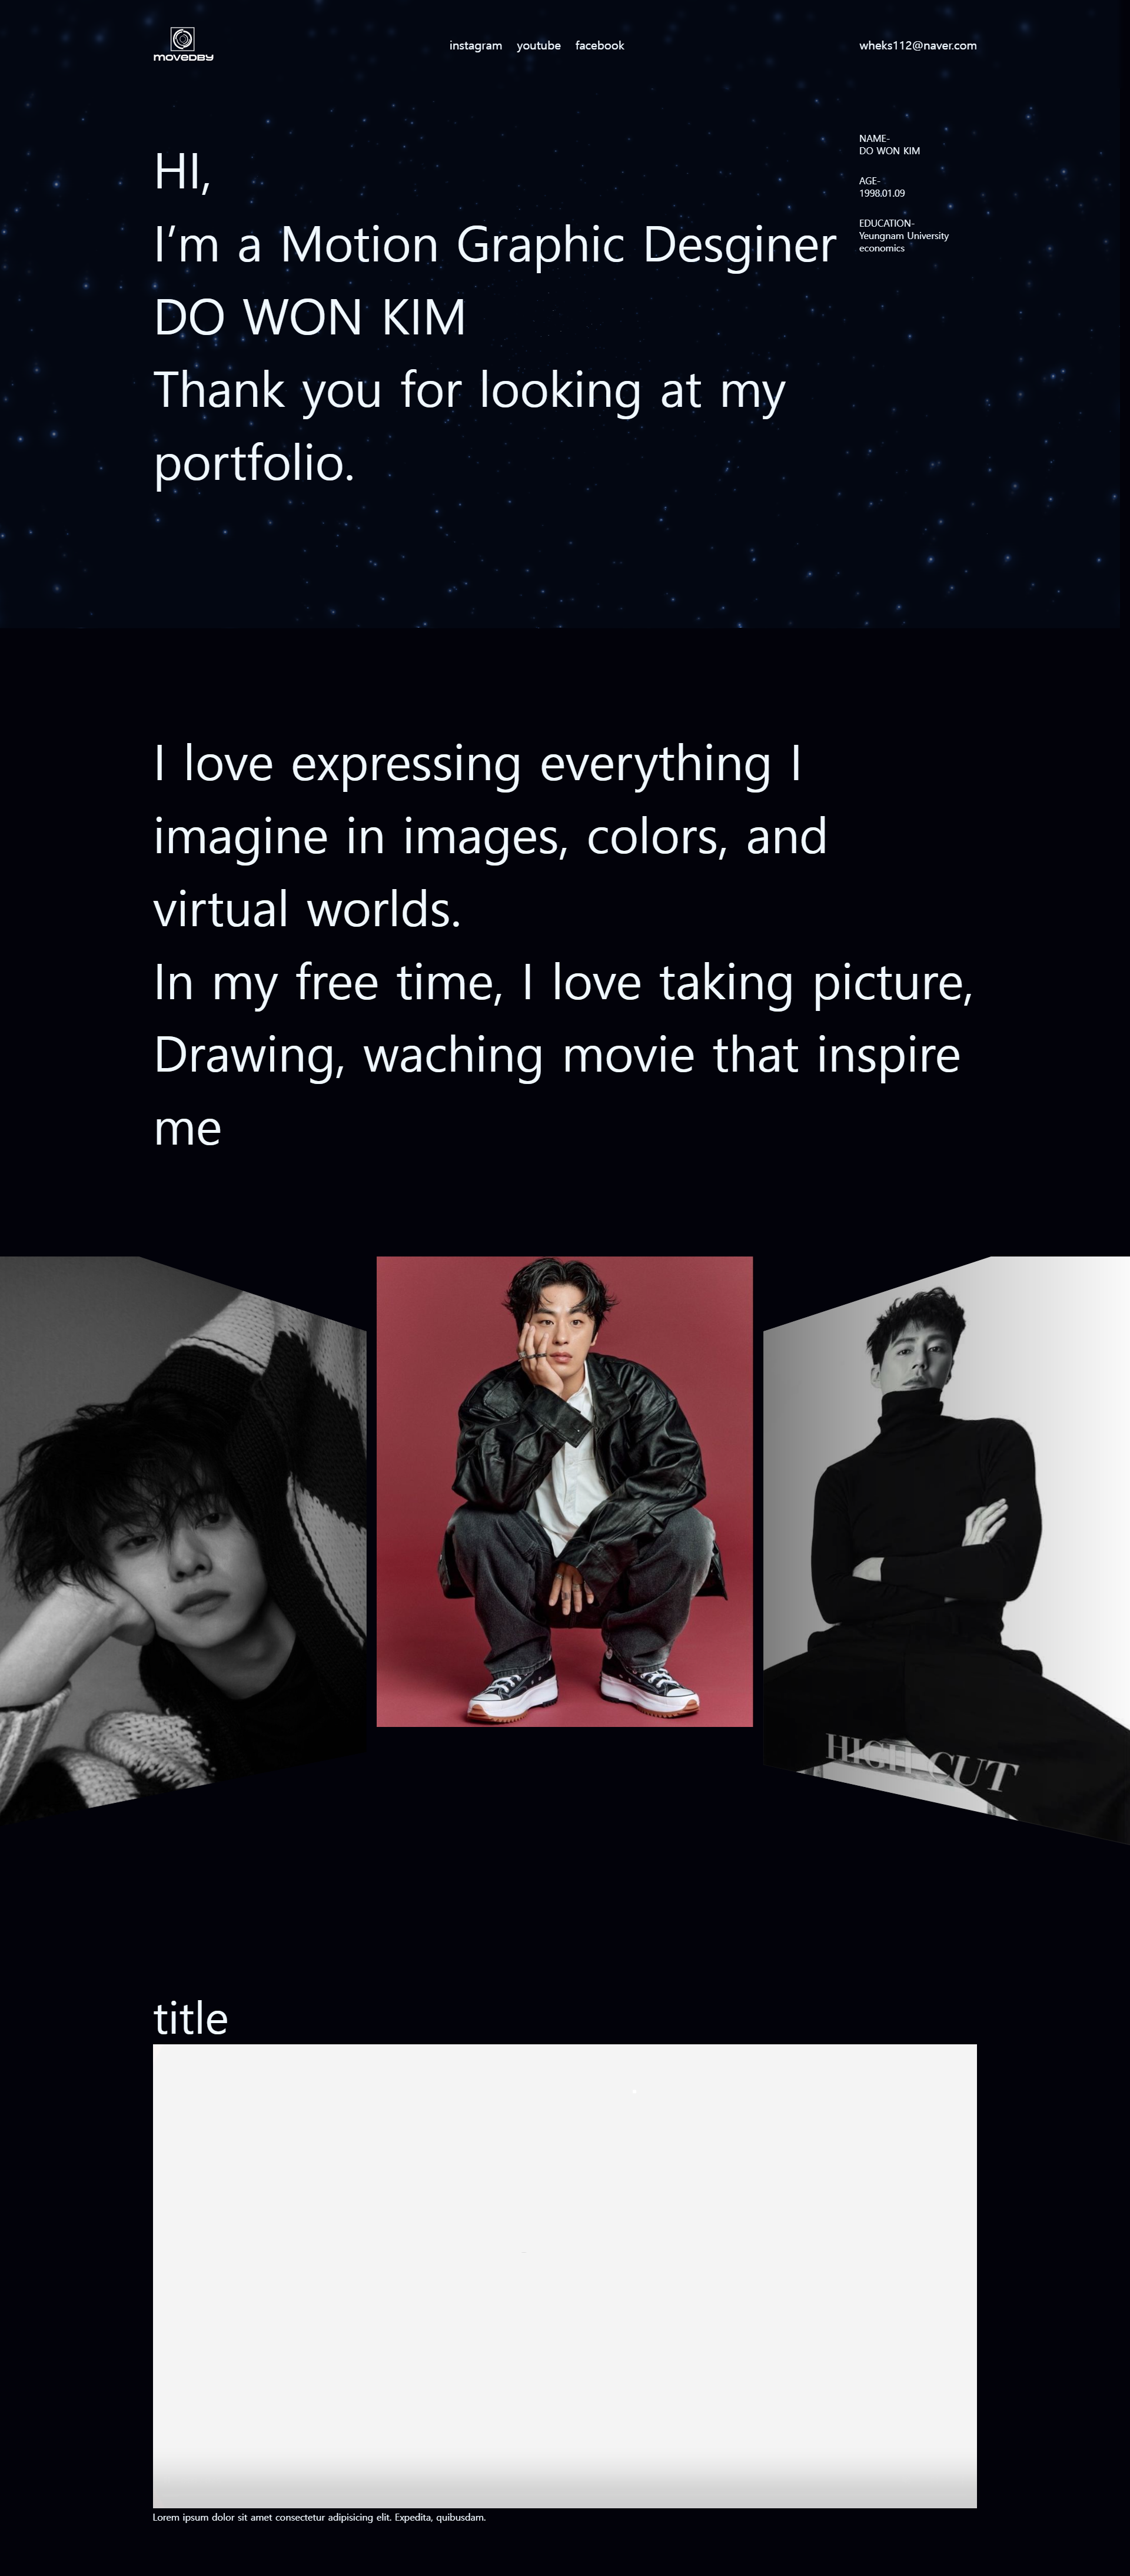 MOVEDBY
instagram youtube facebook
wheks112@naver.com
NAME-
DO WON KIM
AGE-
1998.01.09
EDUCATION-
Yeungnam University
economics
HI,
I’m a Motion Graphic Desginer
DO WON KIM
Thank you for looking at my
portfolio.
I love expressing everything I
imagine in images, colors, and
virtual worlds.
In my free time, I love taking picture,
Drawing, waching movie that inspire
me
HIGH CUT
title
Lorem ipsum dolor sit amet consectetur adipisicing elit. Expedita, quibusdam.